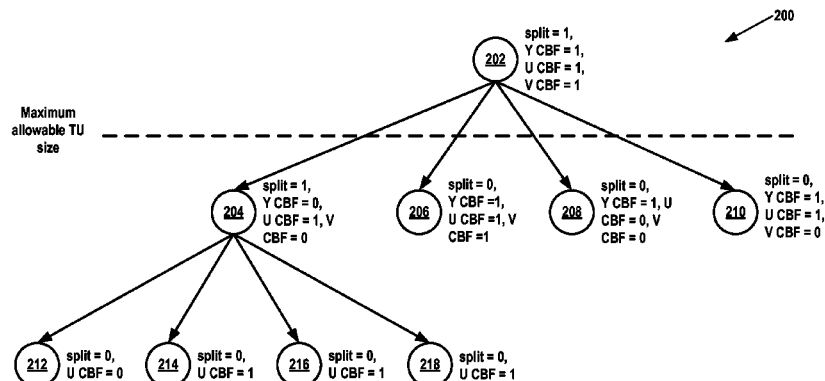 200
202
split = 1,
Y CBF = 1,
U CBF = 1,
V CBF = 1
Maximum
allowable TU
size
204
split = 1,
Y CBF = 0,
U CBF = 1, V
CBF = 0
206
split = 0,
Y CBF =1,
U CBF =1, V
CBF =1
208
split = 0,
Y CBF = 1, U
CBF = 0, V
CBF = 0
210
split = 0,
Y CBF = 1,
U CBF = 1,
V CBF = 0
212
split = 0,
U CBF = 0
214
split = 0,
U CBF = 1
216
split = 0,
U CBF = 1
218
split = 0,
U CBF = 1